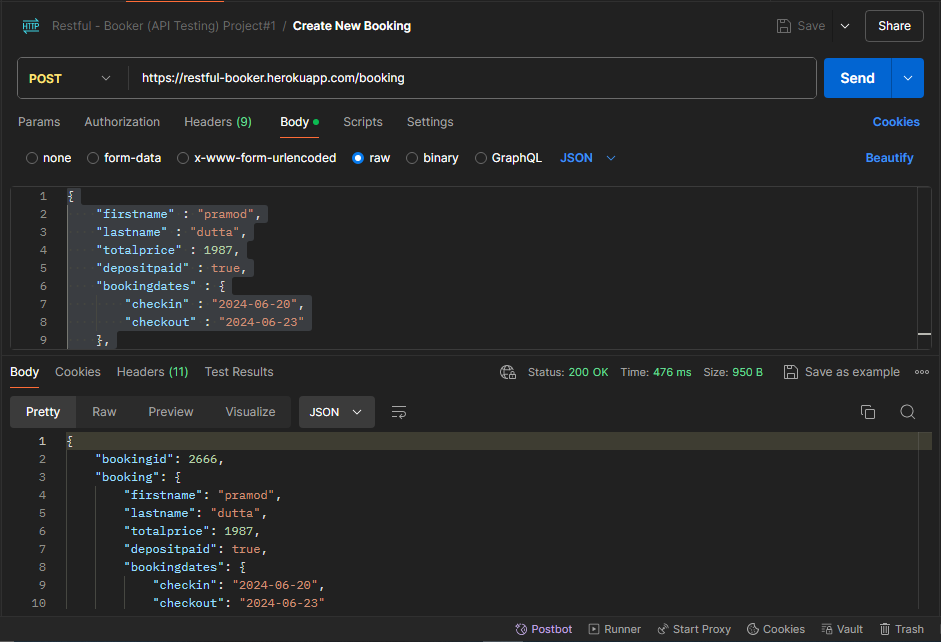 HTTP Restful - Booker (API Testing) Project#1 / Create New Booking Save Share
POST https://restful-booker.herokuapp.com/booking Send
Params Authorization Headers (9) Body Scripts Settings Cookies
none form-data x-www-form-urlencoded raw binary GraphQL JSON Beautify
1 {
2 "firstname" : "pramod",
3 "lastname" : "dutta",
4 "totalprice" : 1987,
5 "depositpaid" : true,
6 "bookingdates" : {
7 "checkin" : "2024-06-20",
8 "checkout" : "2024-06-23"
9 },
Body Cookies Headers (11) Test Results Status: 200 OK Time: 476 ms Size: 950 B Save as example
Pretty Raw Preview Visualize JSON
1 {
2 "bookingid": 2666,
3 "booking": {
4 "firstname": "pramod",
5 "lastname": "dutta",
6 "totalprice": 1987,
7 "depositpaid": true,
8 "bookingdates": {
9 "checkin": "2024-06-20",
10 "checkout": "2024-06-23"
Postbot Runner Start Proxy Cookies Vault Trash